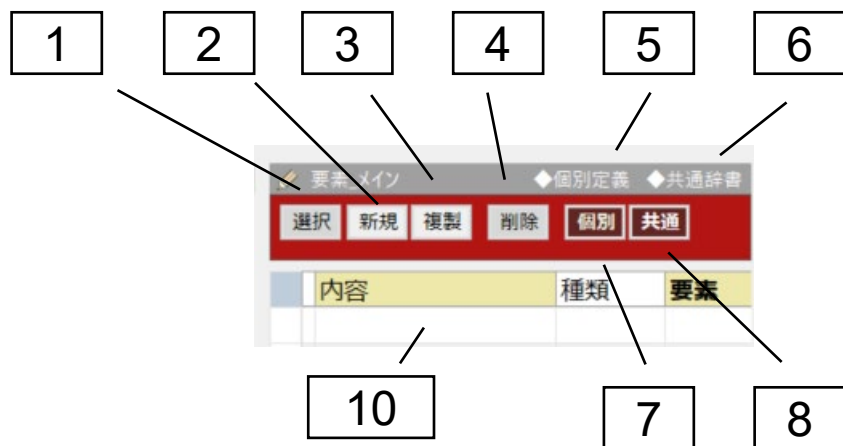 1 2 3 4 5 6
要素_メイン ◆個別定義 ◆共通辞書
選択 新規 複製 削除 個別 共通
内容 種類 要素
10 7 8